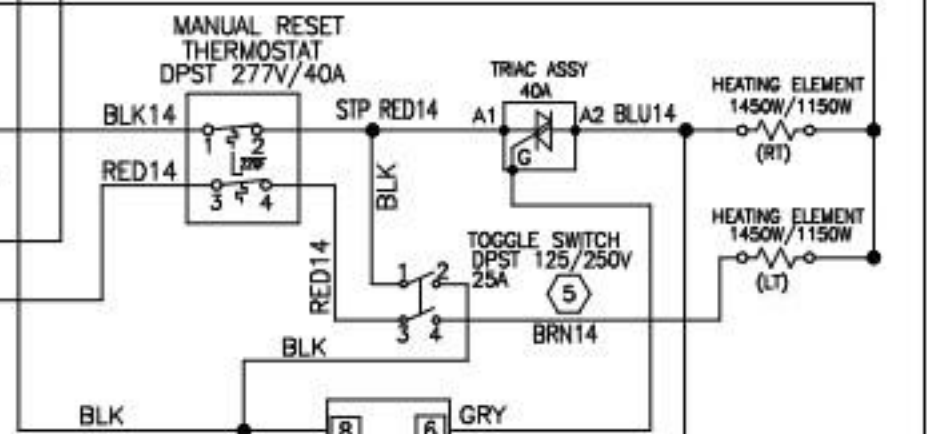 MANUAL RESET
THERMOSTAT
DPST 277V/40A
TRIAC ASSY
40A
HEATING ELEMENT
1450W/1150W
(RT)
BLK14
STP RED14
A1
A2 BLU14
G
1 2
RED14
3 4
BLK
HEATING ELEMENT
1450W/1150W
(LT)
TOGGLE SWITCH
DPST 125/250V
25A
5
RED14
1 2
3 4
BRN14
BLK
BLK
8
6
GRY